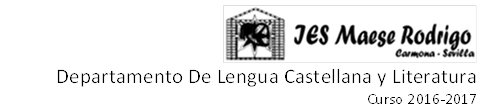 IES Maese Rodrigo
Carmona - Sevilla
Departamento De Lengua Castellana y Literatura
Curso 2016-2017